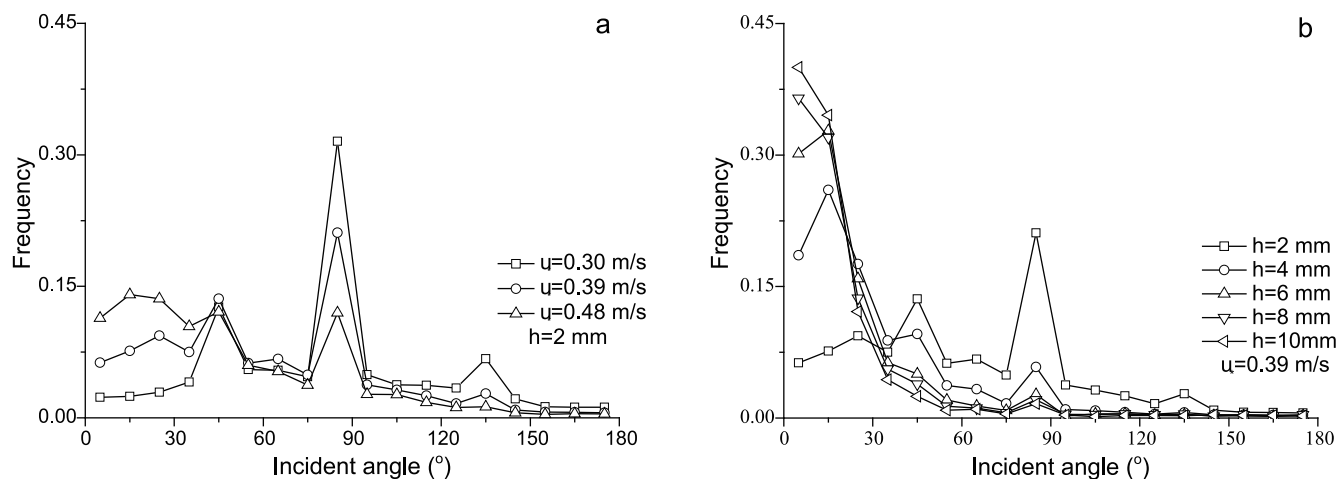 a
0.45
0.30
0.15
0.00
Frequency
u=0.30 m/s
u=0.39 m/s
u=0.48 m/s
h=2 mm
0 30 60 90 120 150 180
Incident angle (°)
b
0.45
0.30
0.15
0.00
Frequency
h=2 mm
h=4 mm
h=6 mm
h=8 mm
h=10mm
u=0.39 m/s
0 30 60 90 120 150 180
Incident angle (°)